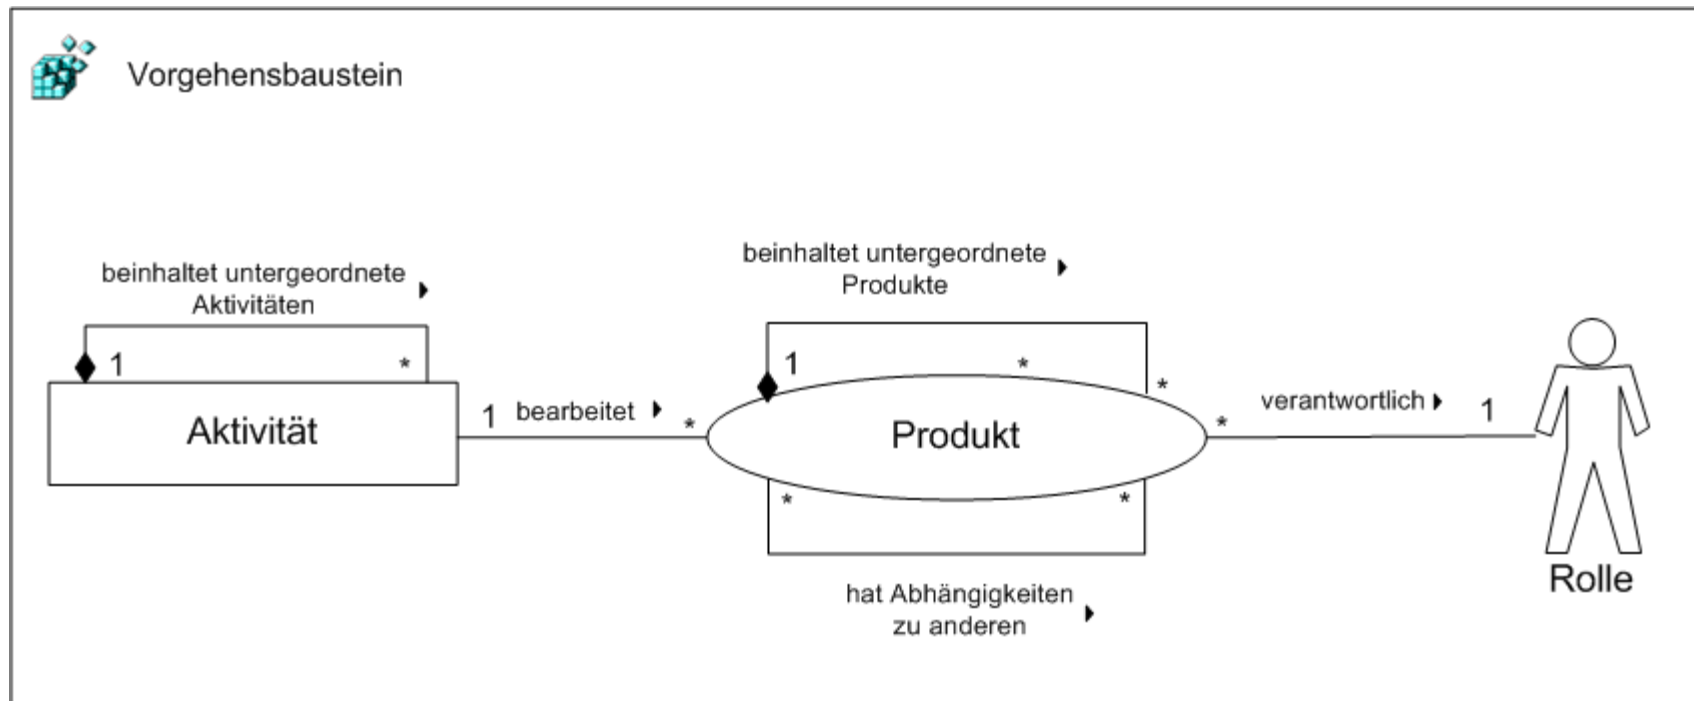 Vorgehensbaustein
beinhaltet untergeordnete
Aktivitäten
1 *
Aktivität
1 bearbeitet *
beinhaltet untergeordnete
Produkte
1 * *
Produkt
* *
hat Abhängigkeiten
zu anderen
* verantwortlich 1
Rolle